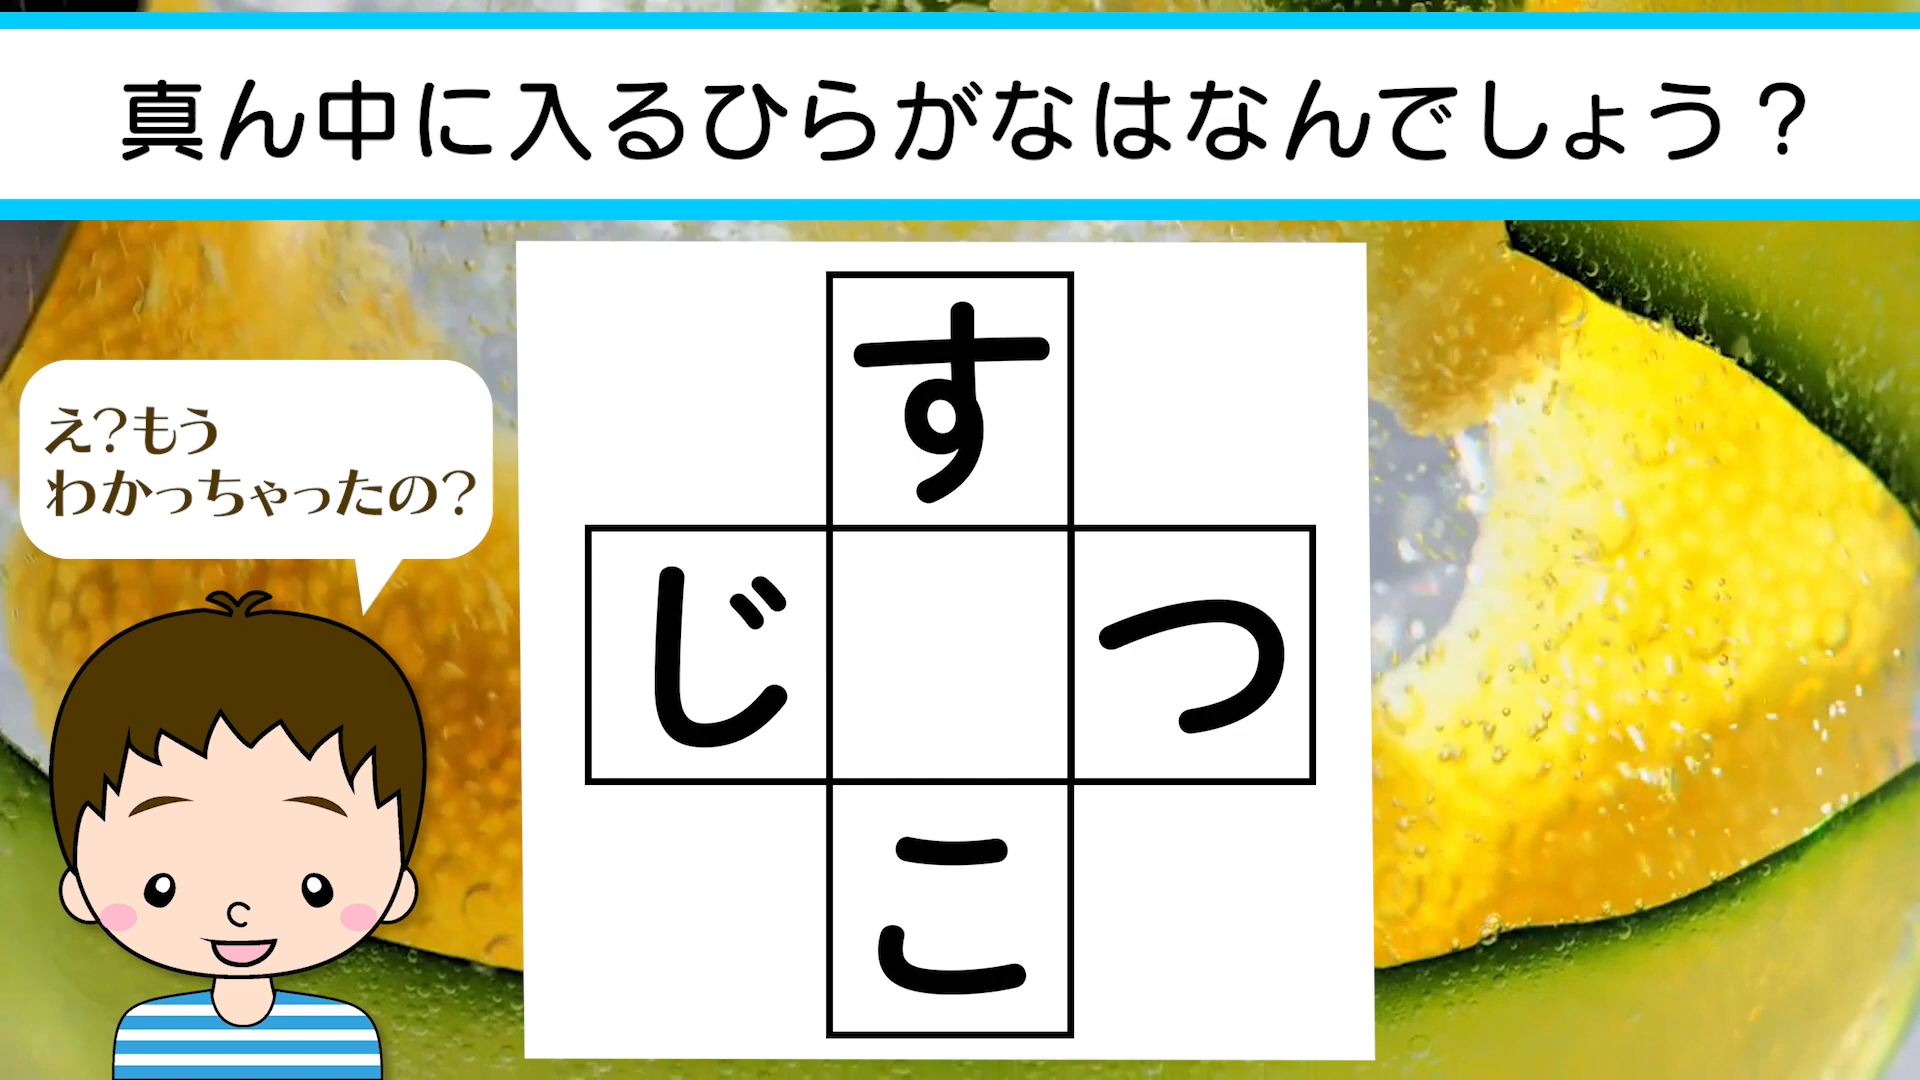 真ん中に入るひらがなはなんでしょう？
え?もう
わかっちゃったの?
す
じ つ
こ